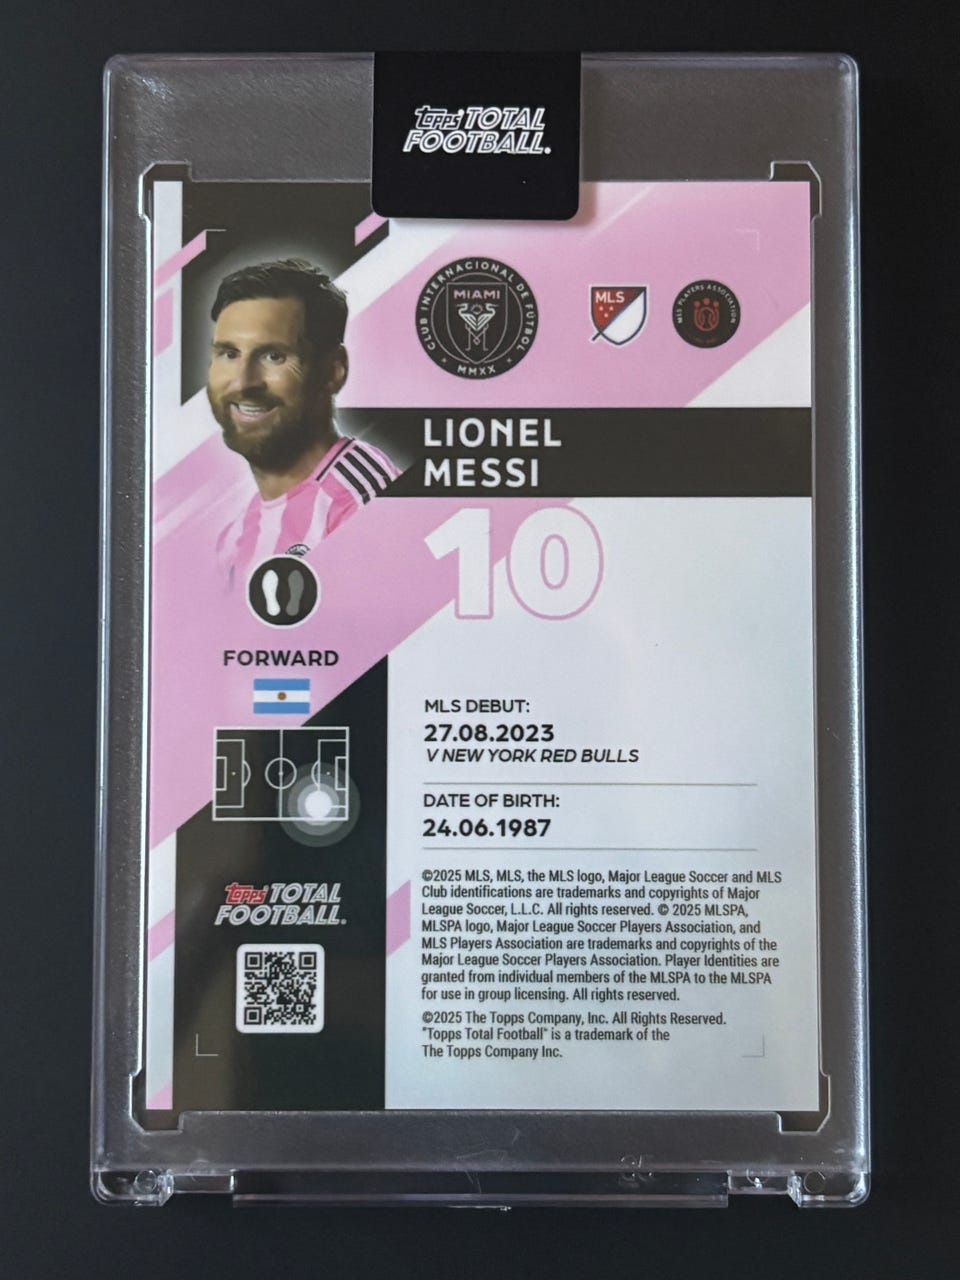 Topps TOTAL
FOOTBALL.
CLUB INTERNACIONAL DE FÚTBOL
MIAMI
MMXX
MLS
MLS PLAYERS ASSOCIATION
LIONEL
MESSI
10
FORWARD
MLS DEBUT:
27.08.2023
V NEW YORK RED BULLS
DATE OF BIRTH:
24.06.1987
Topps TOTAL
FOOTBALL.
©2025 MLS, MLS, the MLS logo, Major League Soccer and MLS
Club identifications are trademarks and copyrights of Major
League Soccer, L.L.C. All rights reserved. © 2025 MLSPA,
MLSPA logo, Major League Soccer Players Association, and
MLS Players Association are trademarks and copyrights of the
Major League Soccer Players Association. Player Identities are
granted from individual members of the MLSPA to the MLSPA
for use in group licensing. All rights reserved.
©2025 The Topps Company, Inc. All Rights Reserved.
"Topps Total Football" is a trademark of the
The Topps Company Inc.